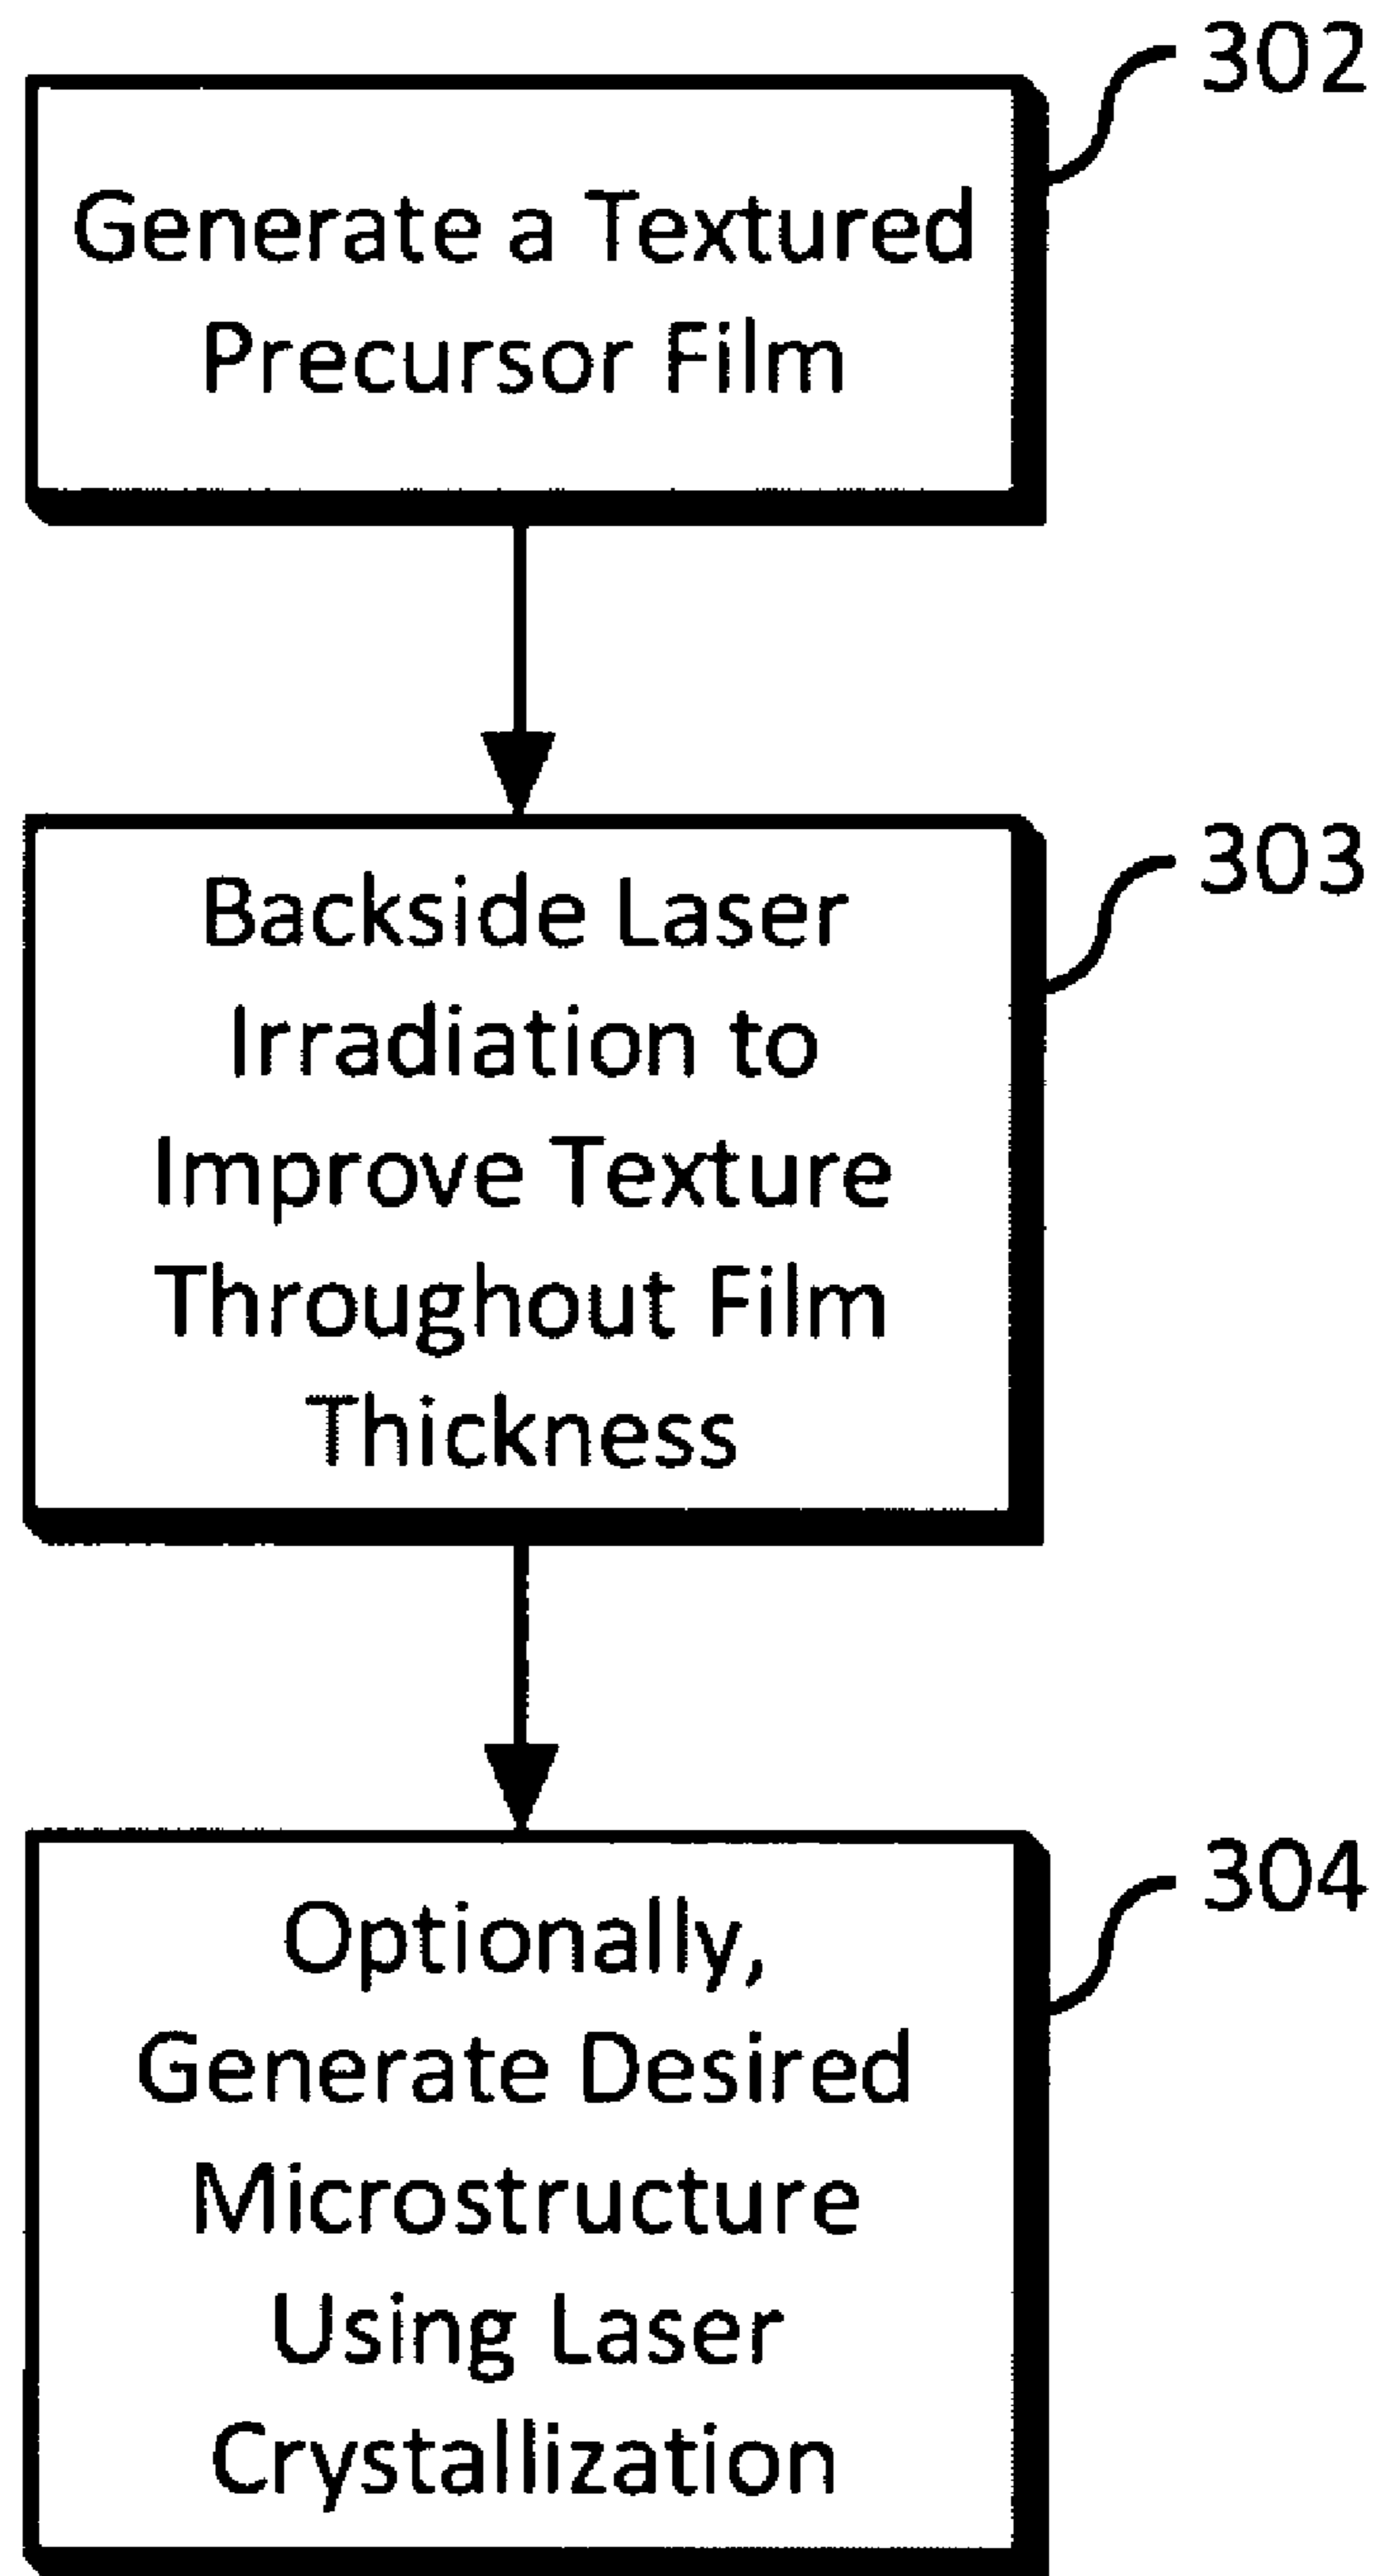 302
Generate a Textured
Precursor Film
303
Backside Laser
Irradiation to
Improve Texture
Throughout Film
Thickness
304
Optionally,
Generate Desired
Microstructure
Using Laser
Crystallization